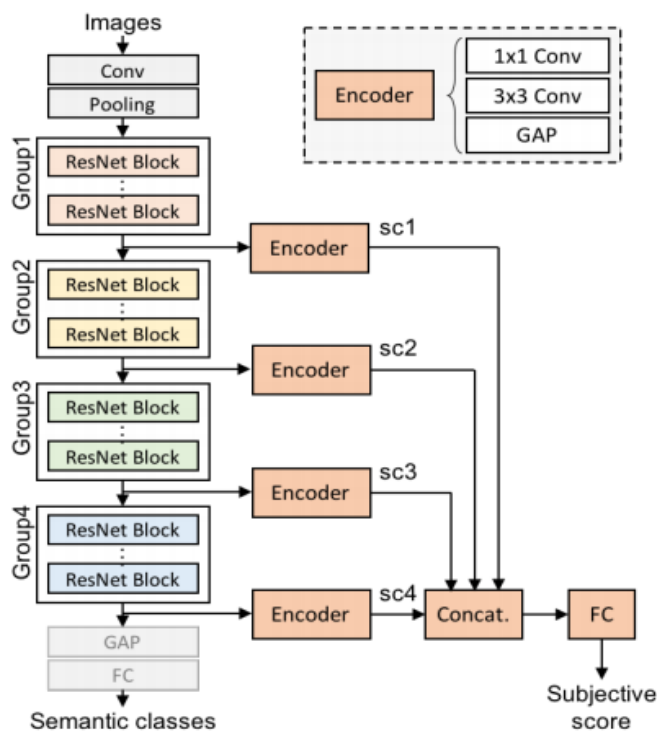 Images
Conv
Pooling
Group1
ResNet Block
ResNet Block
Encoder
1x1 Conv
3x3 Conv
GAP
Encoder
sc1
Group2
ResNet Block
ResNet Block
Encoder
sc2
Group3
ResNet Block
ResNet Block
Encoder
sc3
Group4
ResNet Block
ResNet Block
Encoder
sc4
Concat.
FC
GAP
FC
Semantic classes
Subjective
score